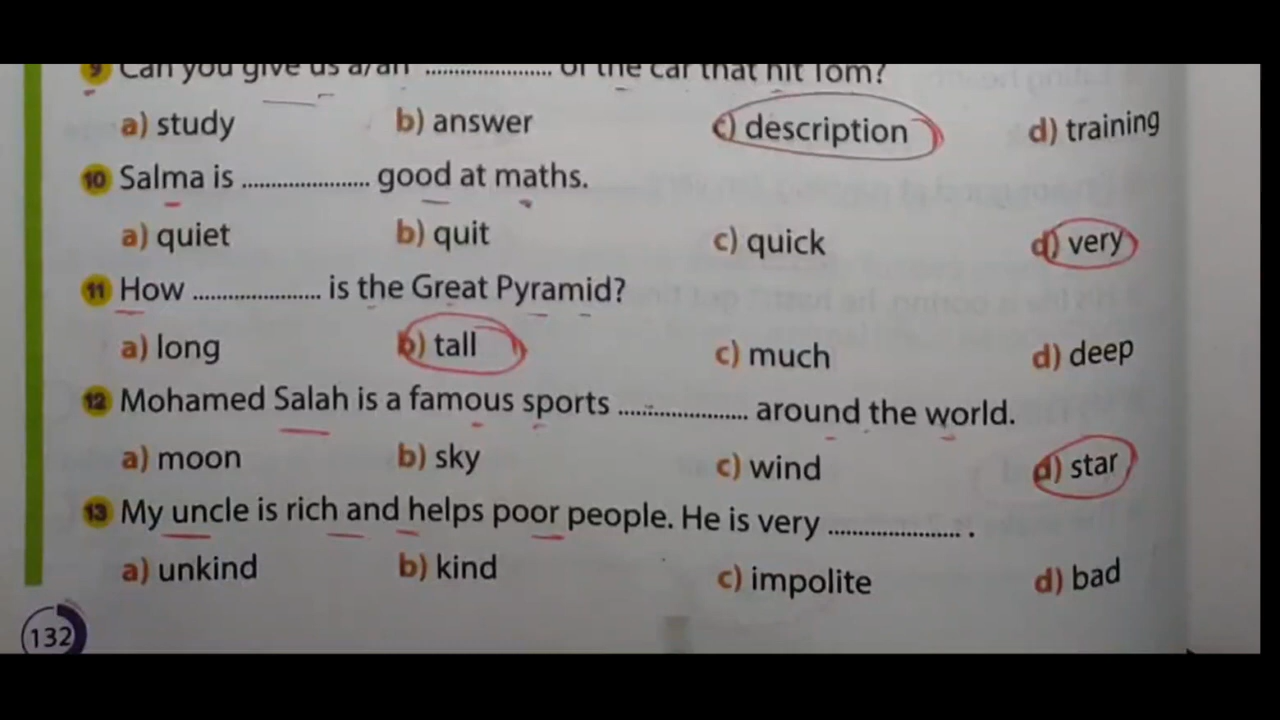 9 Can you give us a/an ...................... of the car that hit Tom?
a) study b) answer c) description d) training
10 Salma is ...................... good at maths.
a) quiet b) quit c) quick d) very
11 How ...................... is the Great Pyramid?
a) long b) tall c) much d) deep
12 Mohamed Salah is a famous sports ...................... around the world.
a) moon b) sky c) wind d) star
13 My uncle is rich and helps poor people. He is very ...................... .
a) unkind b) kind c) impolite d) bad
132